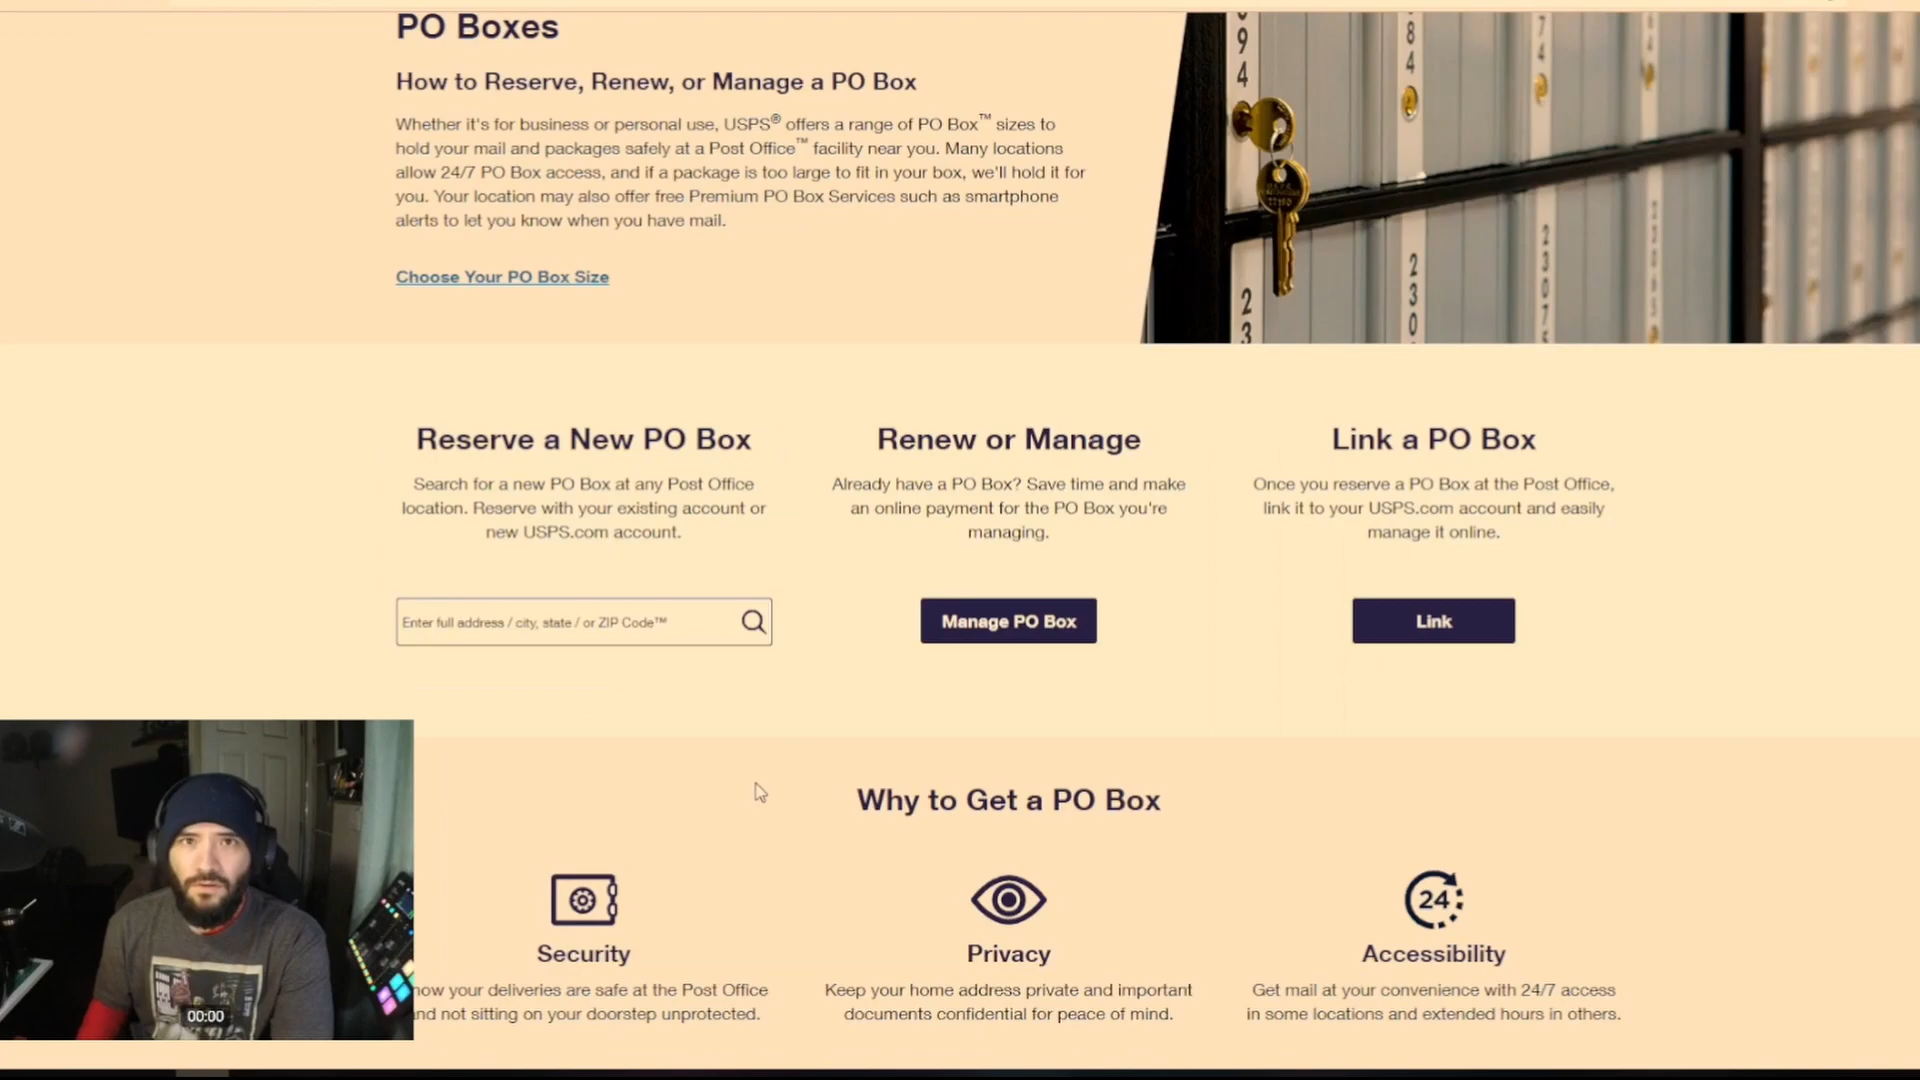 PO Boxes
How to Reserve, Renew, or Manage a PO Box
Whether it's for business or personal use, USPS® offers a range of PO Box™ sizes to
hold your mail and packages safely at a Post Office™ facility near you. Many locations
allow 24/7 PO Box access, and if a package is too large to fit in your box, we'll hold it for
you. Your location may also offer free Premium PO Box Services such as smartphone
alerts to let you know when you have mail.
Choose Your PO Box Size
94
84
74
23
230
2307
Reserve a New PO Box
Search for a new PO Box at any Post Office
location. Reserve with your existing account or
new USPS.com account.
Enter full address / city, state / or ZIP Code™
Renew or Manage
Already have a PO Box? Save time and make
an online payment for the PO Box you're
managing.
Manage PO Box
Link a PO Box
Once you reserve a PO Box at the Post Office,
link it to your USPS.com account and easily
manage it online.
Link
Why to Get a PO Box
Security
now your deliveries are safe at the Post Office
nd not sitting on your doorstep unprotected.
Privacy
Keep your home address private and important
documents confidential for peace of mind.
24
Accessibility
Get mail at your convenience with 24/7 access
in some locations and extended hours in others.
00:00